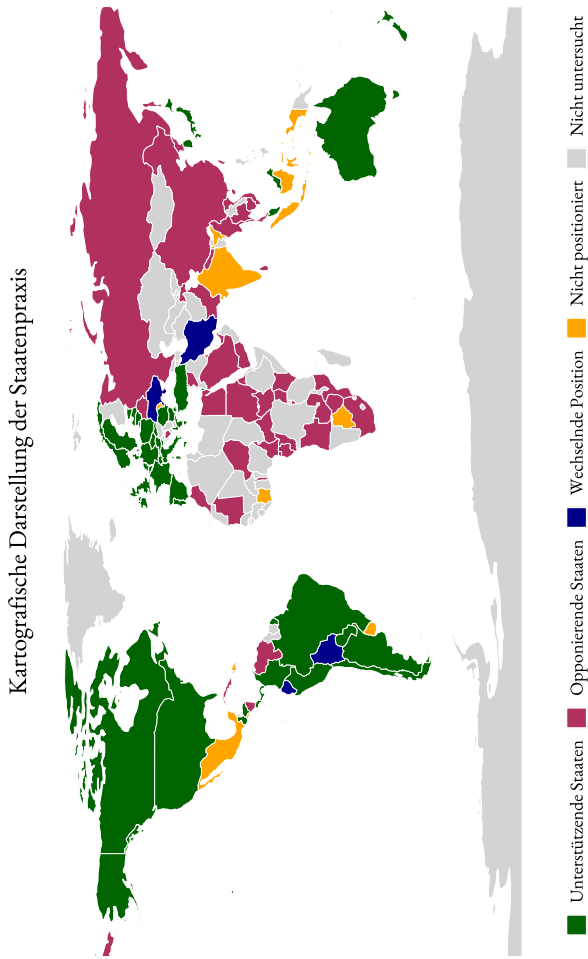 Kartografische Darstellung der Staatenpraxis
Unterstützende Staaten
Opponierende Staaten
Wechselnde Position
Nicht positioniert
Nicht untersucht